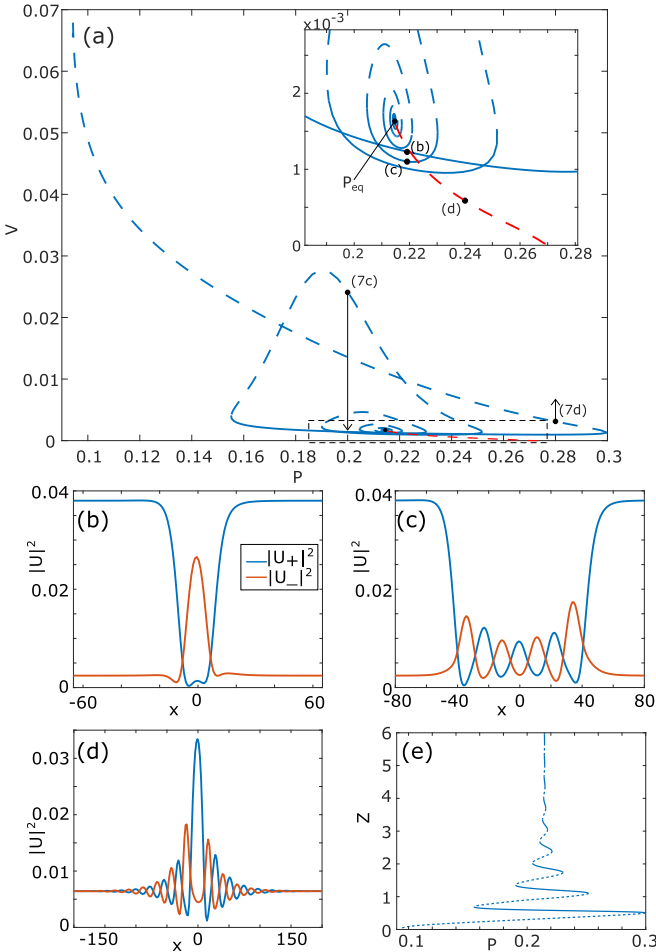 0.07
(a)
0.06
0.05
0.04
V
0.03
0.02
0.01
0
0.1 0.12 0.14 0.16 0.18 0.2 0.22 0.24 0.26 0.28 0.3
P
(7c)
(7d)
×10⁻³
2
1
0
0.2 0.22 0.24 0.26 0.28
(b)
(c)
P_eq
(d)
(b)
0.04
|U|²
0.02
0
-60 0 60
x
|U+|²
|U_|²
(c)
0.04
|U|²
0.02
0
-80 -40 0 40 80
x
(d)
0.03
|U|²
0.02
0.01
0
-150 0 150
x
(e)
6
5
4
Z
3
2
1
0
0.1 0.2 0.3
P